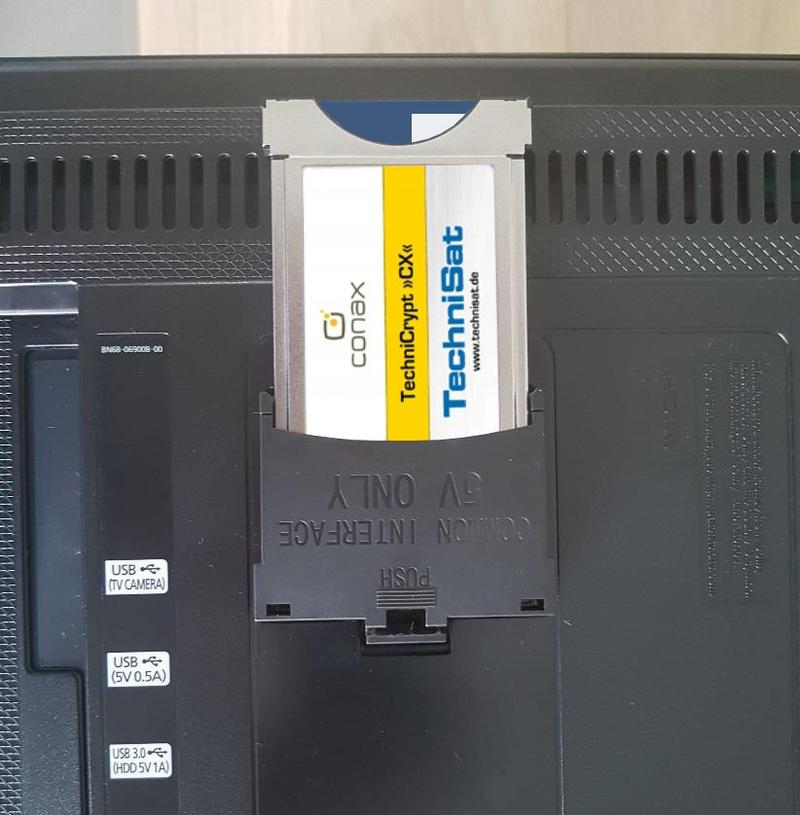 conax
TechniCrypt »CX«
TechniSat
www.technisat.de
BN68-06900B-00
5V ONLY
COMMON INTERFACE
PUSH
USB
(TV CAMERA)
USB
(5V 0.5A)
USB 3.0
(HDD 5V 1A)